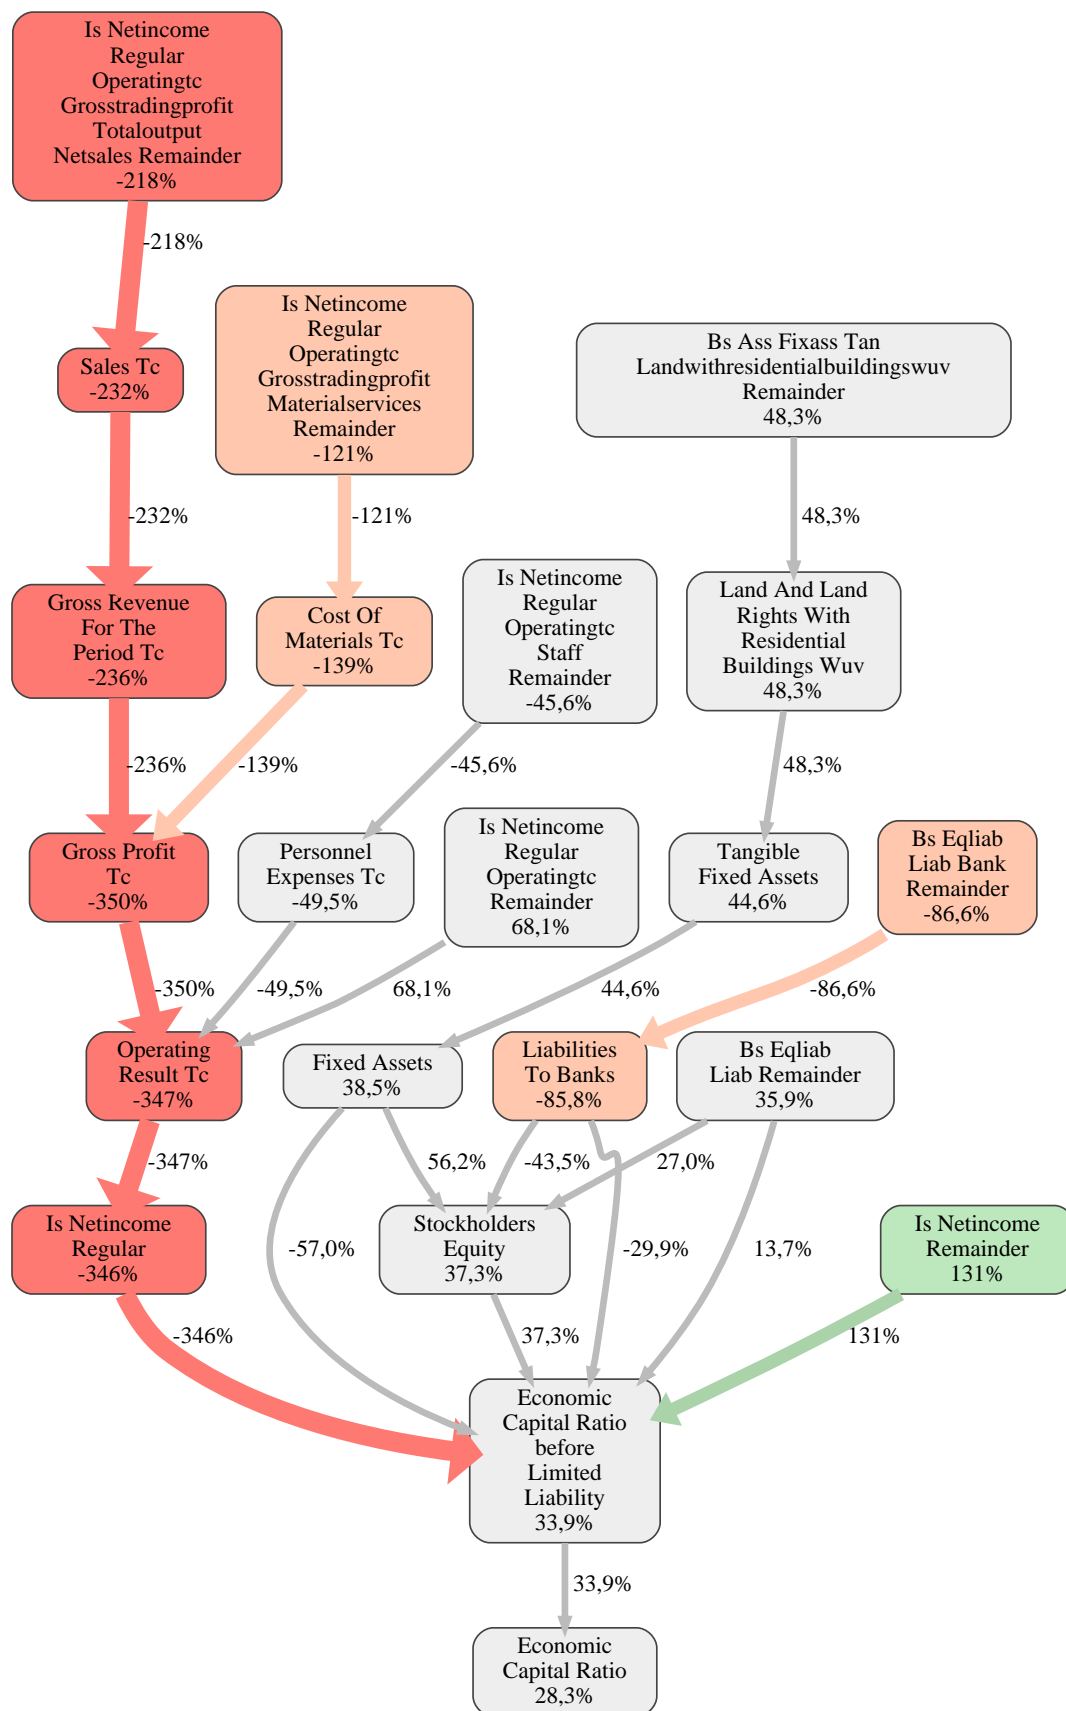 Is Netincome
Regular
Operatingtc
Grosstradingprofit
Totaloutput
Netsales Remainder
-218%
-218%
Sales Tc
-232%
Is Netincome
Regular
Operatingtc
Grosstradingprofit
Materialservices
Remainder
-121%
Bs Ass Fixass Tan
Landwithresidentialbuildingswuv
Remainder
48,3%
-232%
-121%
48,3%
Gross Revenue
For The
Period Tc
-236%
Cost Of
Materials Tc
-139%
Is Netincome
Regular
Operatingtc
Staff
Remainder
-45,6%
Land And Land
Rights With
Residential
Buildings Wuv
48,3%
-236%
-139%
-45,6%
48,3%
Gross Profit
Tc
-350%
Personnel
Expenses Tc
-49,5%
Is Netincome
Regular
Operatingtc
Remainder
68,1%
Tangible
Fixed Assets
44,6%
Bs Eqliab
Liab Bank
Remainder
-86,6%
-350%
-49,5%
68,1%
44,6%
-86,6%
Operating
Result Tc
-347%
Fixed Assets
38,5%
Liabilities
To Banks
-85,8%
Bs Eqliab
Liab Remainder
35,9%
-347%
56,2%
-43,5%
27,0%
Is Netincome
Regular
-346%
-57,0%
Stockholders
Equity
37,3%
-29,9%
13,7%
Is Netincome
Remainder
131%
-346%
37,3%
131%
Economic
Capital Ratio
before
Limited
Liability
33,9%
33,9%
Economic
Capital Ratio
28,3%